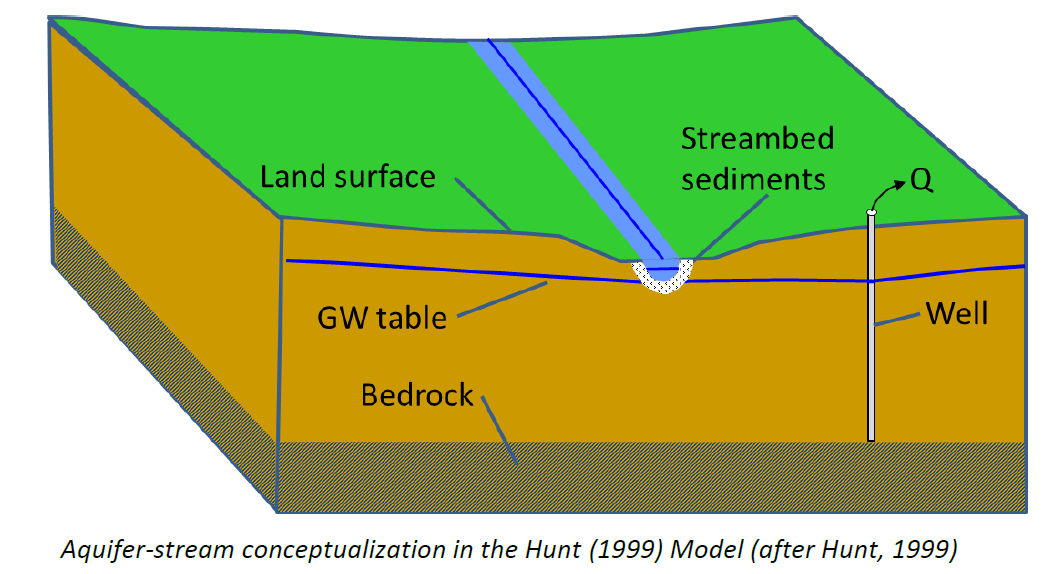 Streambed
sediments
Land surface
Q
GW table
Well
Bedrock
Aquifer-stream conceptualization in the Hunt (1999) Model (after Hunt, 1999)